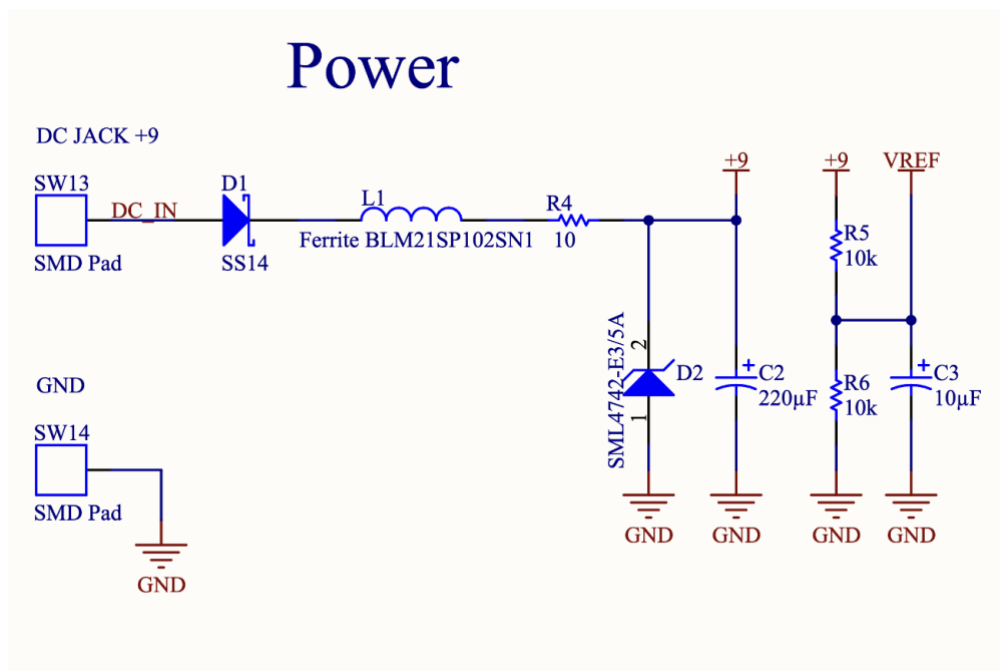 Power
DC JACK +9
SW13
DC_IN
SMD Pad
D1
SS14
L1
Ferrite BLM21SP102SN1
R4
10
+9
+9
VREF
R5
10k
SML4742-E3/5A
2
1
D2
C2
220µF
R6
10k
C3
10µF
+
+
GND
SW14
SMD Pad
GND
GND
GND
GND
GND